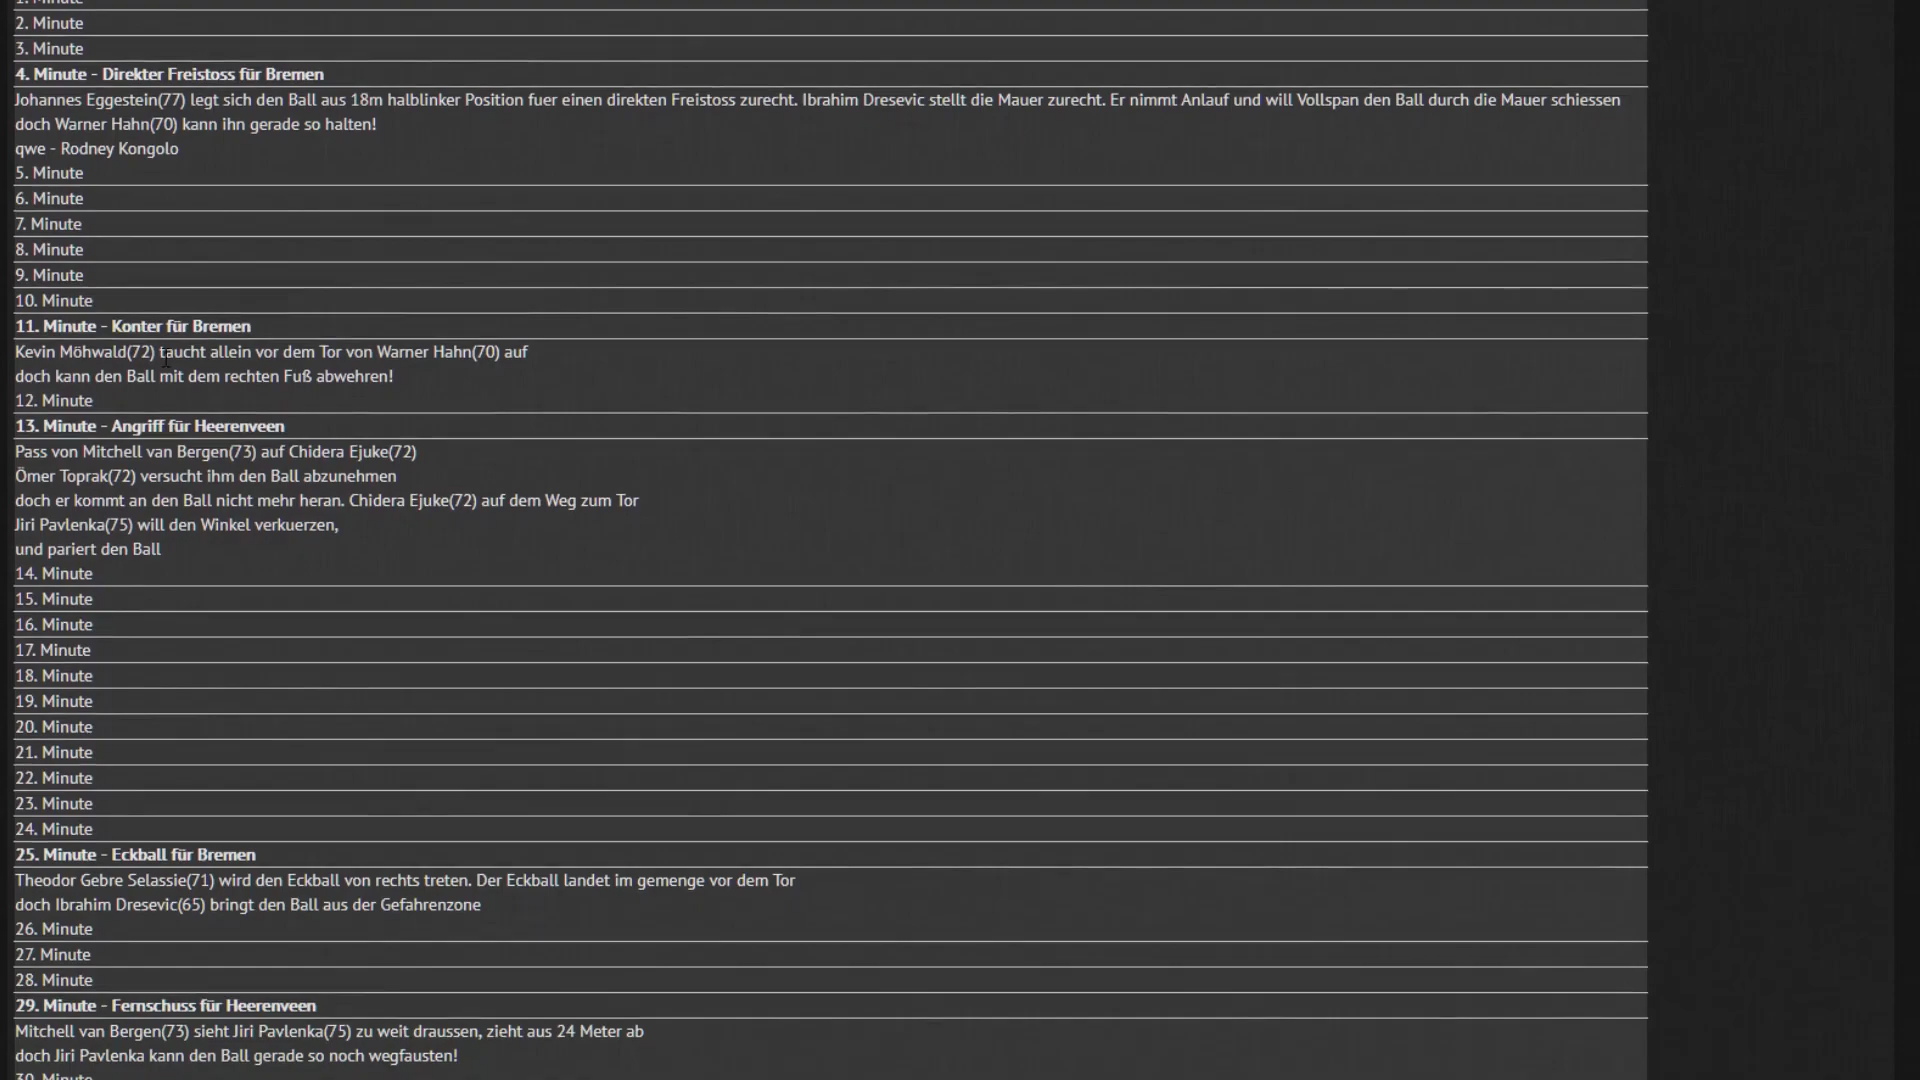 1. Minute
2. Minute
3. Minute
4. Minute - Direkter Freistoss für Bremen
Johannes Eggestein(77) legt sich den Ball aus 18m halblinker Position fuer einen direkten Freistoss zurecht. Ibrahim Dresevic stellt die Mauer zurecht. Er nimmt Anlauf und will Vollspan den Ball durch die Mauer schiessen
doch Warner Hahn(70) kann ihn gerade so halten!
qwe - Rodney Kongolo
5. Minute
6. Minute
7. Minute
8. Minute
9. Minute
10. Minute
11. Minute - Konter für Bremen
Kevin Möhwald(72) taucht allein vor dem Tor von Warner Hahn(70) auf
doch kann den Ball mit dem rechten Fuß abwehren!
12. Minute
13. Minute - Angriff für Heerenveen
Pass von Mitchell van Bergen(73) auf Chidera Ejuke(72)
Ömer Toprak(72) versucht ihm den Ball abzunehmen
doch er kommt an den Ball nicht mehr heran. Chidera Ejuke(72) auf dem Weg zum Tor
Jiri Pavlenka(75) will den Winkel verkuerzen,
und pariert den Ball
14. Minute
15. Minute
16. Minute
17. Minute
18. Minute
19. Minute
20. Minute
21. Minute
22. Minute
23. Minute
24. Minute
25. Minute - Eckball für Bremen
Theodor Gebre Selassie(71) wird den Eckball von rechts treten. Der Eckball landet im gemenge vor dem Tor
doch Ibrahim Dresevic(65) bringt den Ball aus der Gefahrenzone
26. Minute
27. Minute
28. Minute
29. Minute - Fernschuss für Heerenveen
Mitchell van Bergen(73) sieht Jiri Pavlenka(75) zu weit draussen, zieht aus 24 Meter ab
doch Jiri Pavlenka kann den Ball gerade so noch wegfausten!
30. Minute